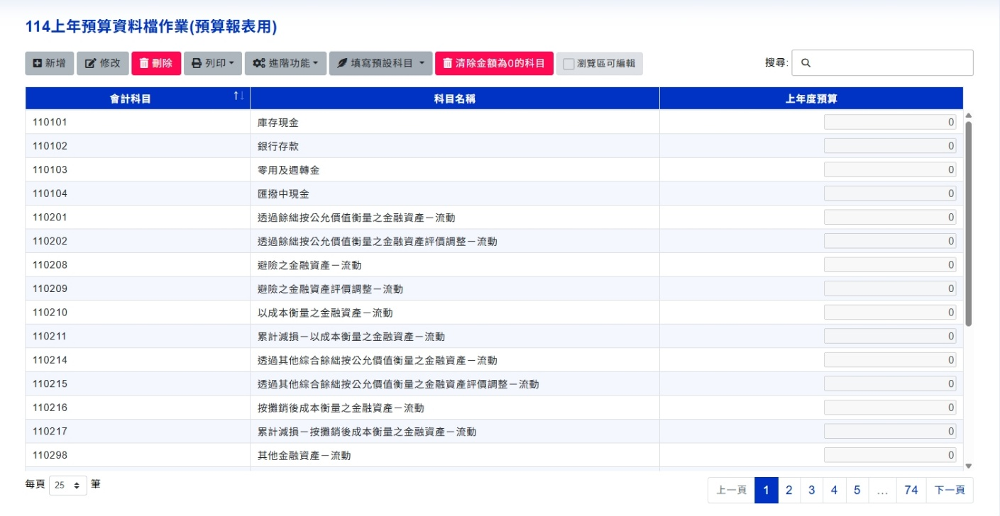 114上年預算資料檔作業(預算報表用)
新增 修改 刪除 列印 進階功能 填寫預設科目 清除金額為0的科目 瀏覽區可編輯 搜尋:
會計科目 科目名稱 上年度預算
110101 庫存現金 0
110102 銀行存款 0
110103 零用及週轉金 0
110104 匯撥中現金 0
110201 透過餘絀按公允價值衡量之金融資產－流動 0
110202 透過餘絀按公允價值衡量之金融資產評價調整－流動 0
110208 避險之金融資產－流動 0
110209 避險之金融資產評價調整－流動 0
110210 以成本衡量之金融資產－流動 0
110211 累計減損－以成本衡量之金融資產－流動 0
110214 透過其他綜合餘絀按公允價值衡量之金融資產－流動 0
110215 透過其他綜合餘絀按公允價值衡量之金融資產評價調整－流動 0
110216 按攤銷後成本衡量之金融資產－流動 0
110217 累計減損－按攤銷後成本衡量之金融資產－流動 0
110298 其他金融資產－流動 0
每頁 25 筆 上一頁 1 2 3 4 5 … 74 下一頁